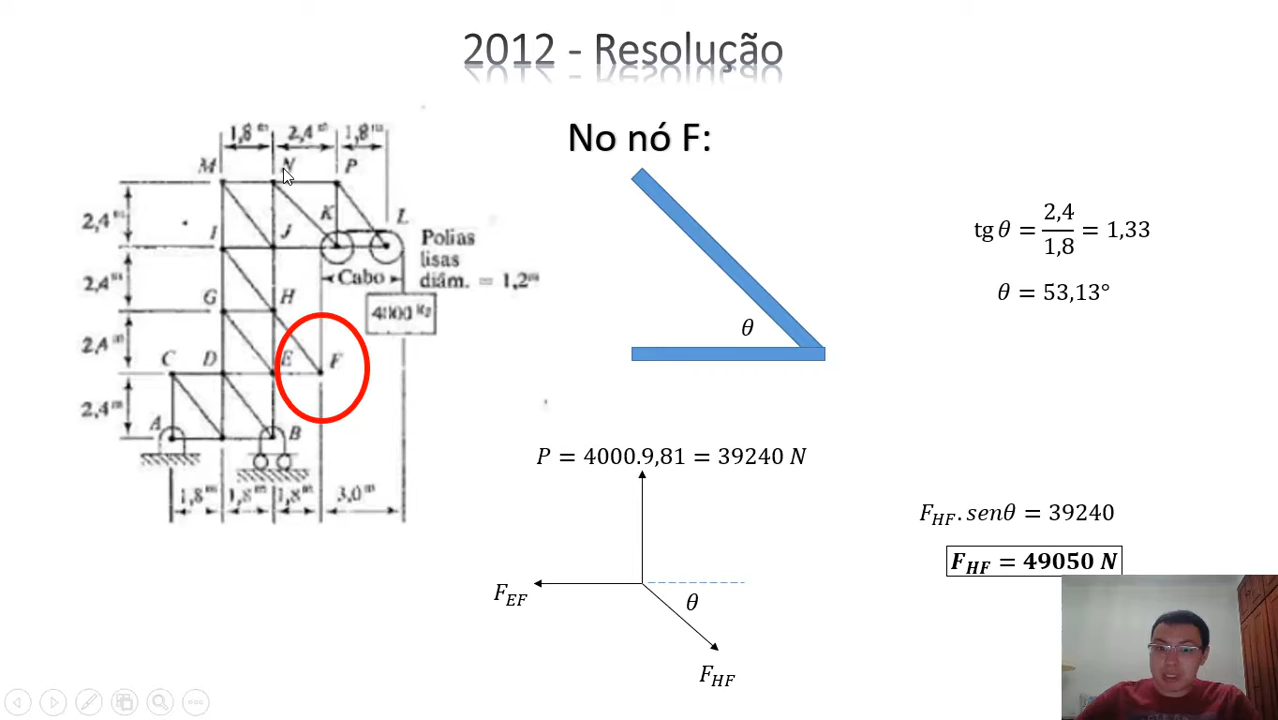 2012 - Resolução
No nó F:
1,8 m 2,4 m 1,8 m
M N P
2,4 m
K L
I J
Polias
lisas
diâm. = 1,2 m
Cabo
2,4 m
G H
4000 kg
2,4 m
C D E F
2,4 m
A B
1,8 m 1,8 m 1,8 m 3,0 m
θ
tg θ = 2,4 / 1,8 = 1,33
θ = 53,13°
P = 4000.9,81 = 39240 N
F_EF
θ
F_HF
F_HF. senθ = 39240
F_HF = 49050 N